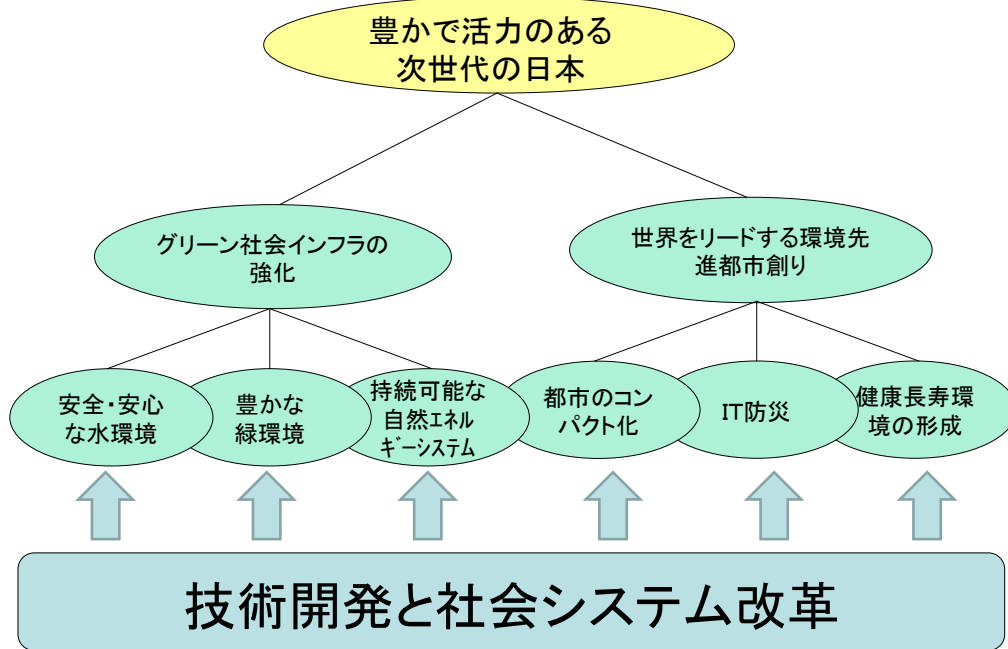 豊かで活力のある
次世代の日本
グリーン社会インフラの
強化
世界をリードする環境先
進都市創り
安全・安心
な水環境
豊かな
緑環境
持続可能な
自然エネル
ギーシステム
都市のコン
パクト化
IT防災
健康長寿環
境の形成
技術開発と社会システム改革